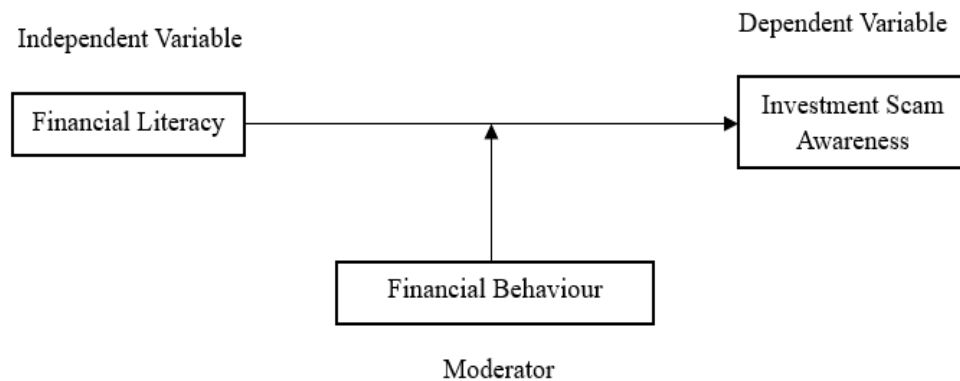 Independent Variable
Dependent Variable
Financial Literacy
Investment Scam
Awareness
Financial Behaviour
Moderator